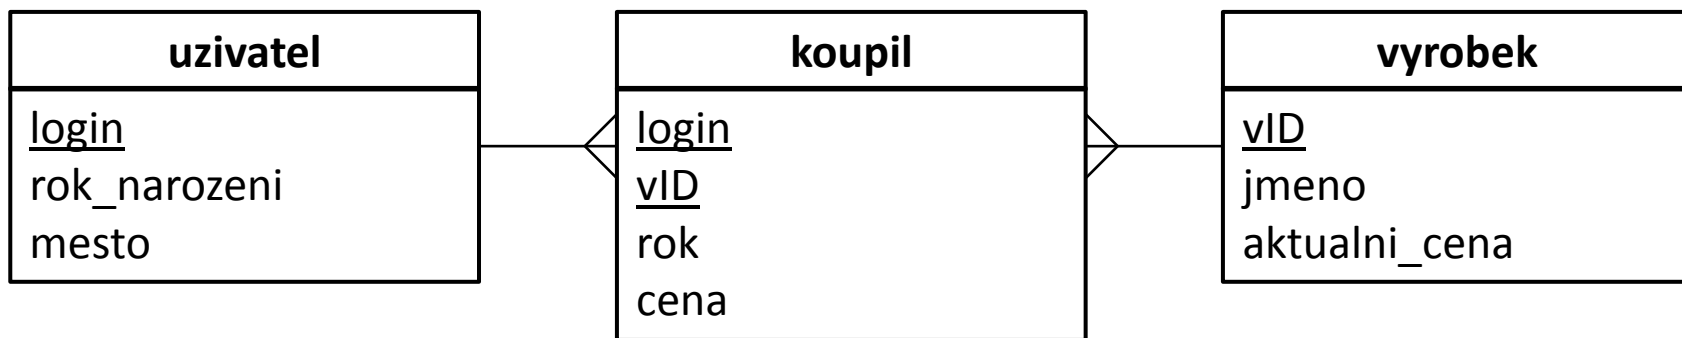 uzivatel
login
rok_narozeni
mesto
koupil
login
vID
rok
cena
vyrobek
vID
jmeno
aktualni_cena